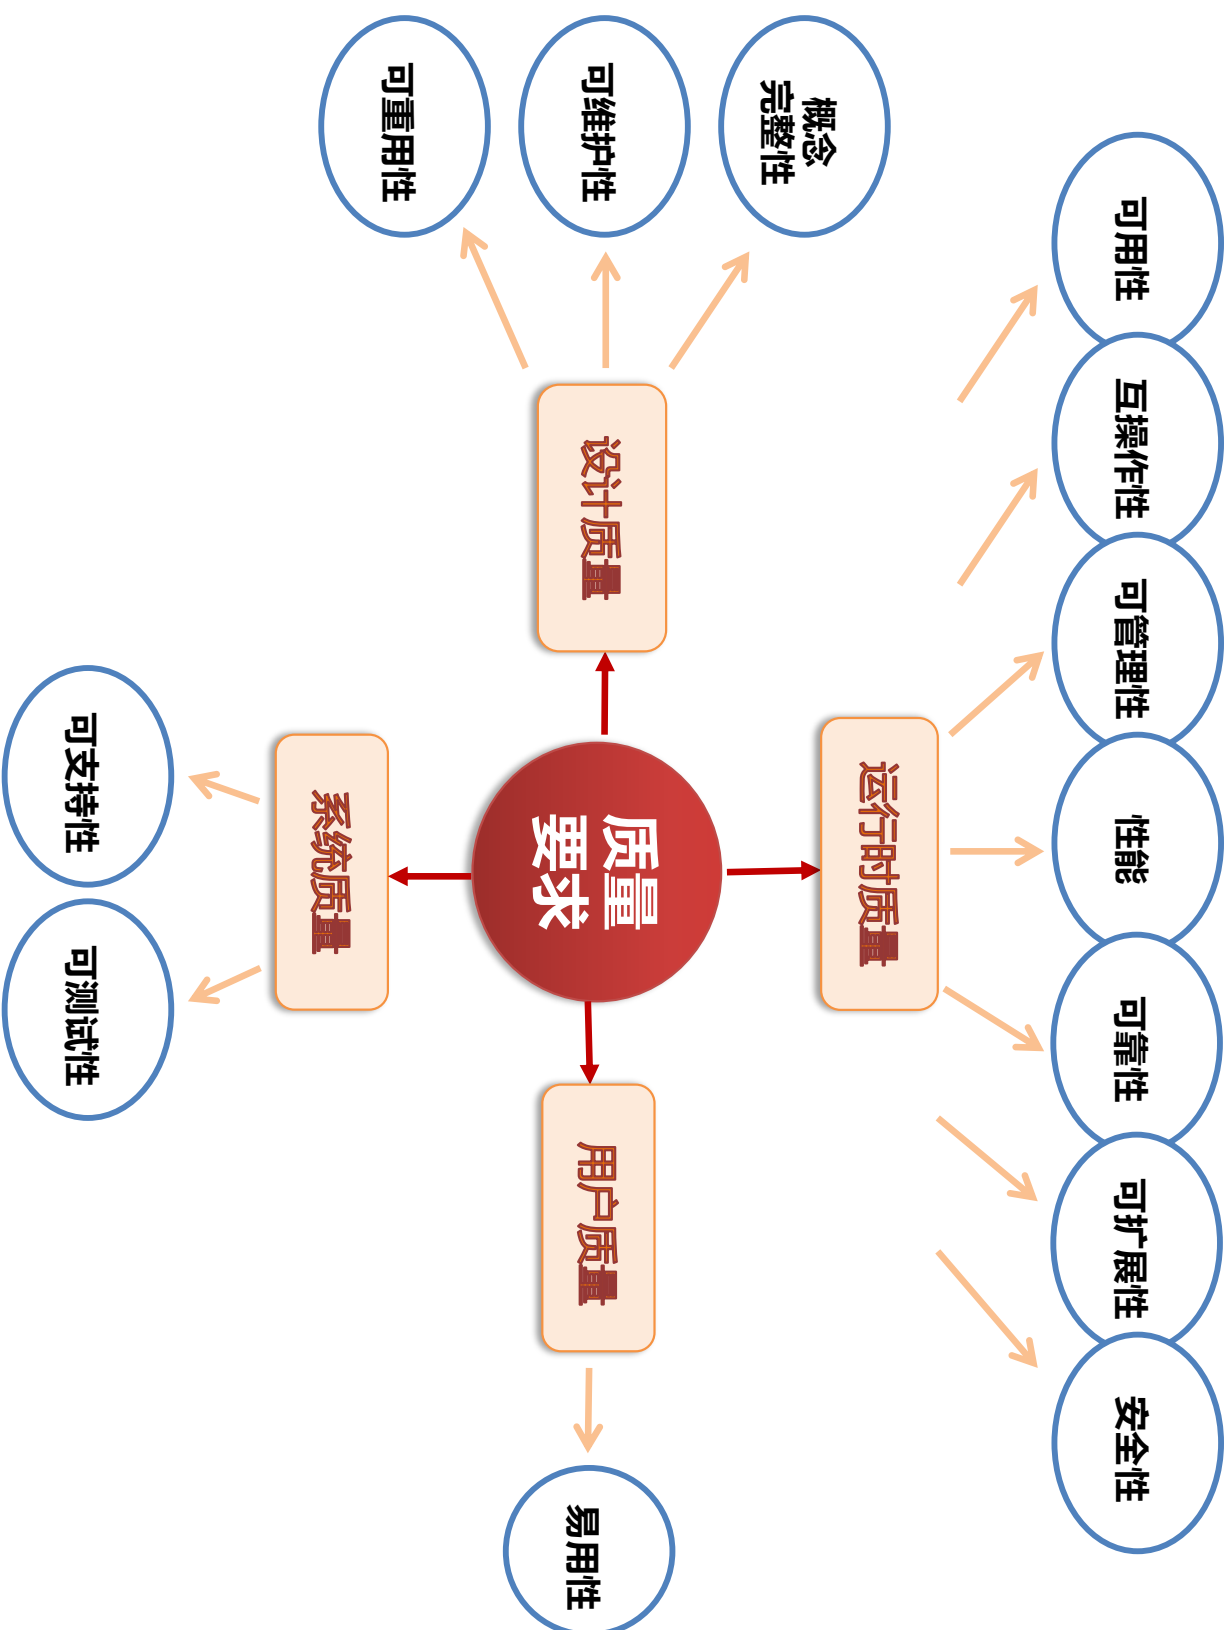 可用性
互操作性
可管理性
性能
可靠性
可扩展性
安全性
运行时质量
概念
完整性
可维护性
可重用性
设计质量
质量
要求
用户质量
易用性
系统质量
可支持性
可测试性